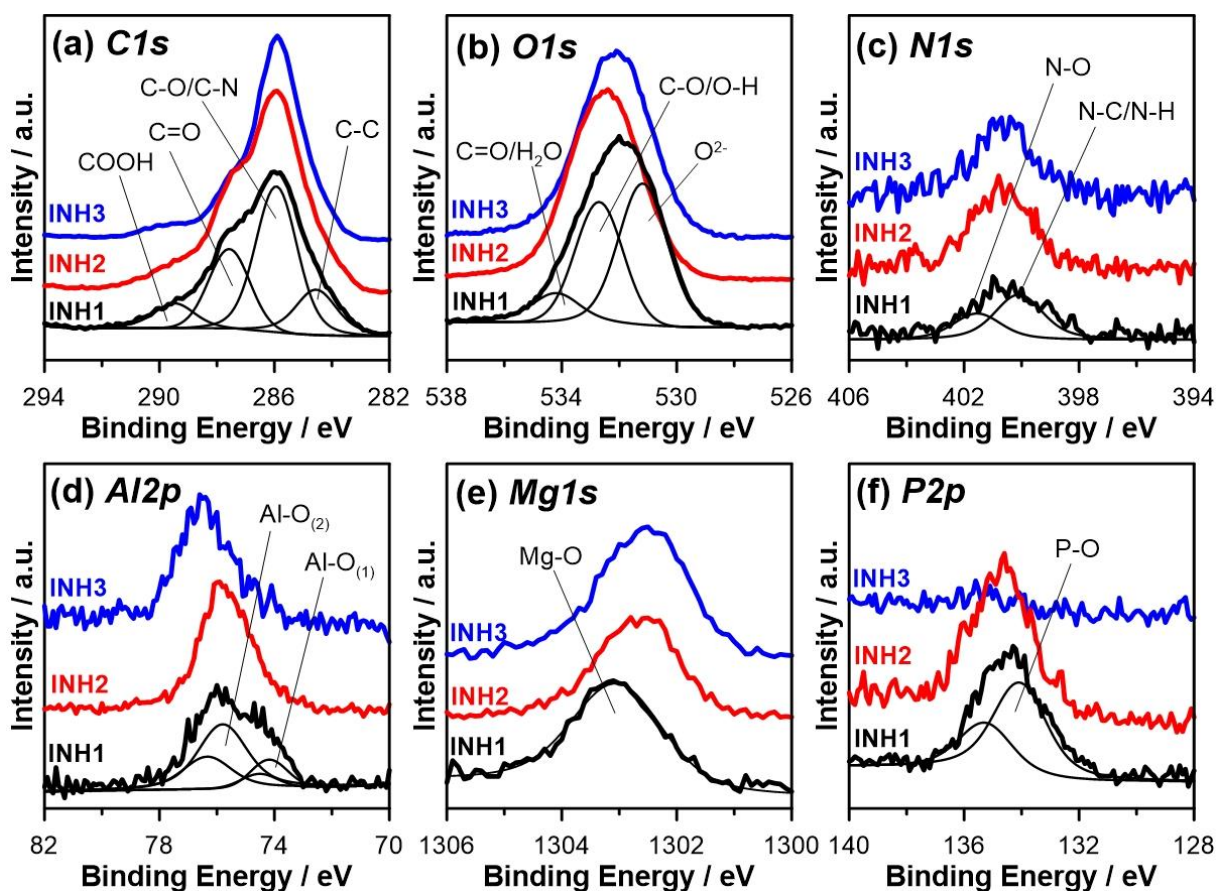 (a) C1s
C-O/C-N
C=O
C-C
COOH
INH3
INH2
INH1
Intensity / a.u.
294 290 286 282
Binding Energy / eV
(b) O1s
C-O/O-H
C=O/H₂O
O²⁻
INH3
INH2
INH1
Intensity / a.u.
538 534 530 526
Binding Energy / eV
(c) N1s
N-O
N-C/N-H
INH3
INH2
INH1
Intensity / a.u.
406 402 398 394
Binding Energy / eV
(d) Al2p
Al-O₍₂₎
Al-O₍₁₎
INH3
INH2
INH1
Intensity / a.u.
82 78 74 70
Binding Energy / eV
(e) Mg1s
Mg-O
INH3
INH2
INH1
Intensity / a.u.
1306 1304 1302 1300
Binding Energy / eV
(f) P2p
P-O
INH3
INH2
INH1
Intensity / a.u.
140 136 132 128
Binding Energy / eV